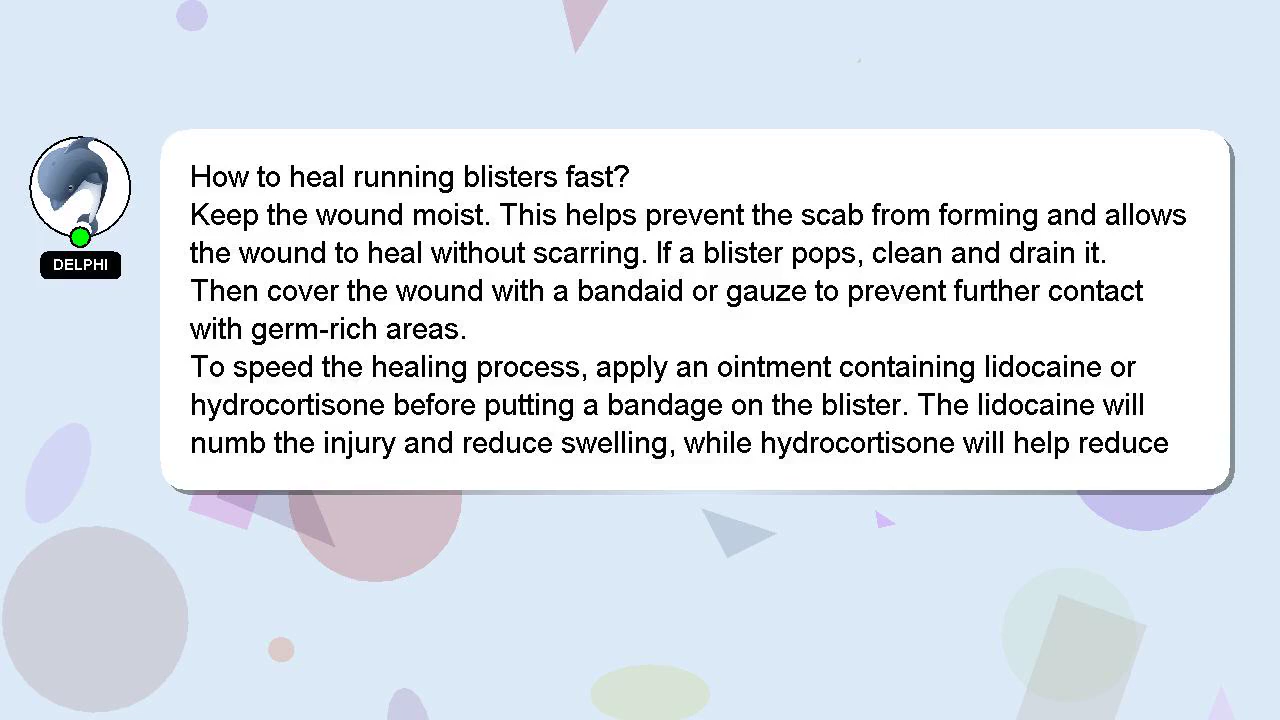 How to heal running blisters fast?
Keep the wound moist. This helps prevent the scab from forming and allows
the wound to heal without scarring. If a blister pops, clean and drain it.
Then cover the wound with a bandaid or gauze to prevent further contact
with germ-rich areas.
To speed the healing process, apply an ointment containing lidocaine or
hydrocortisone before putting a bandage on the blister. The lidocaine will
numb the injury and reduce swelling, while hydrocortisone will help reduce
DELPHI